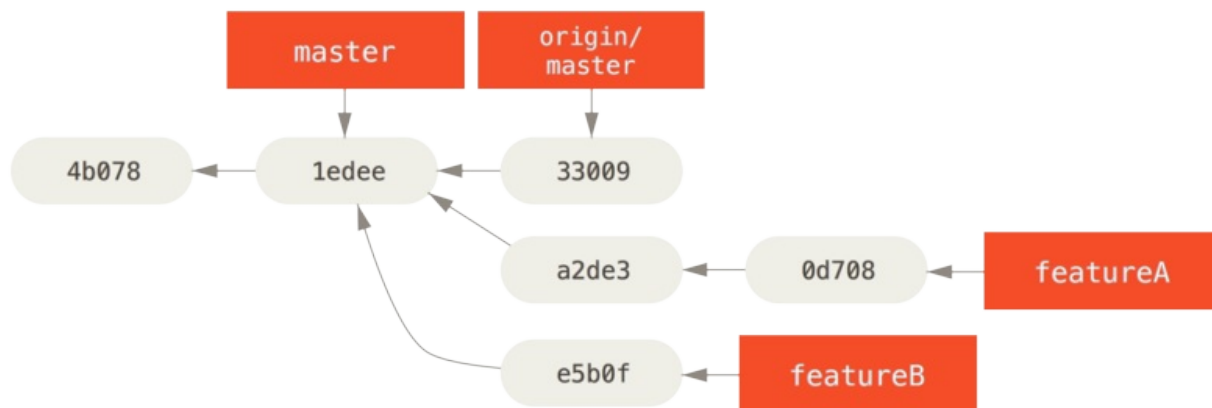 master
origin/
master
4b078
1edee
33009
a2de3
0d708
featureA
e5b0f
featureB